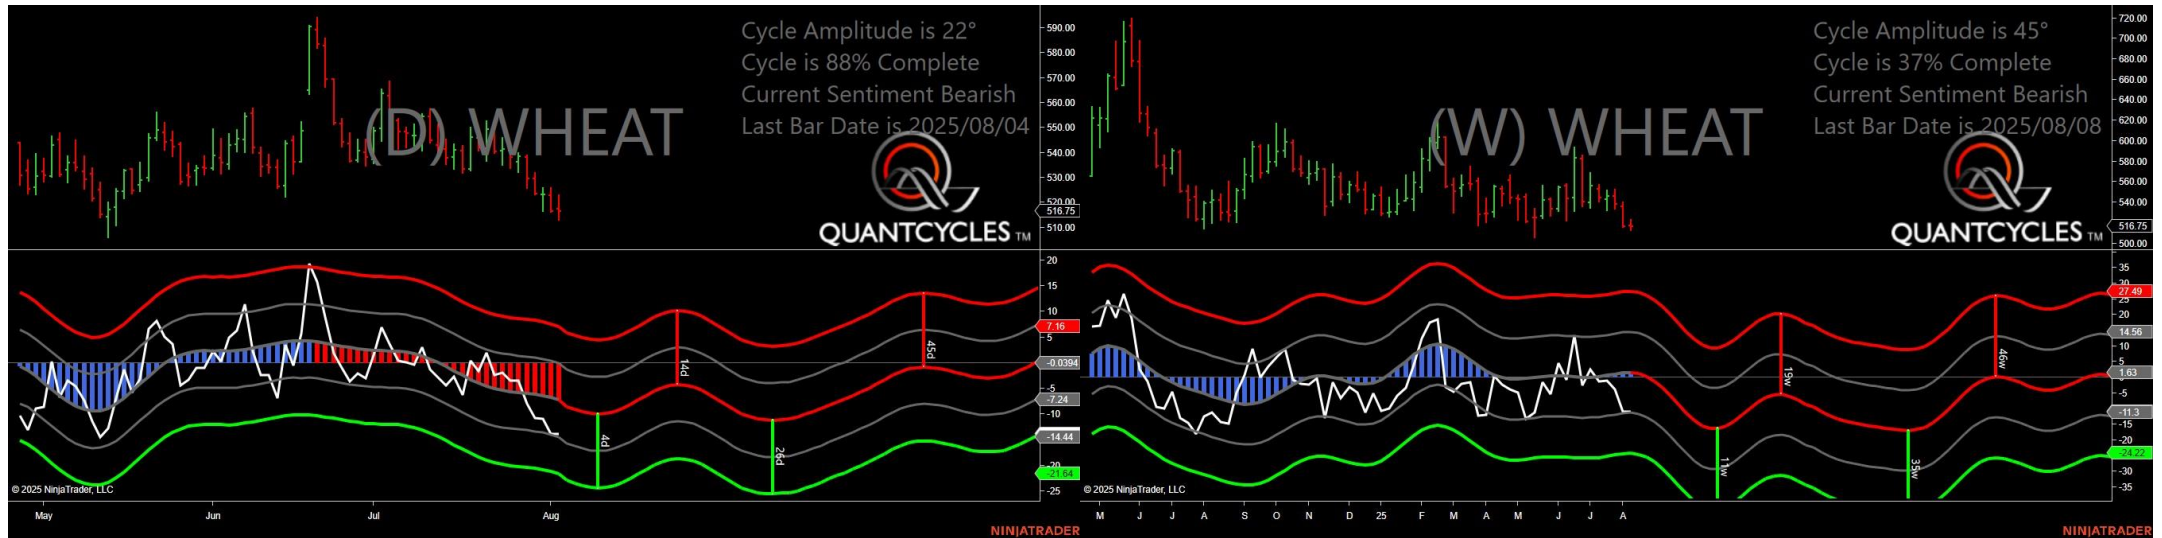 Cycle Amplitude is 22°
Cycle is 88% Complete
Current Sentiment Bearish
Last Bar Date is 2025/08/04
(D) WHEAT
QUANTCYCLES TM
590.00
580.00
570.00
560.00
550.00
540.00
530.00
520.00
516.75
510.00
20
15
10
7.16
5
-0.0394
-5
-7.24
-10
-14.44
-20
-21.64
-25
4d
14d
26d
45d
© 2025 NinjaTrader, LLC
May Jun Jul Aug
NINJATRADER
Cycle Amplitude is 45°
Cycle is 37% Complete
Current Sentiment Bearish
Last Bar Date is 2025/08/08
(W) WHEAT
QUANTCYCLES TM
720.00
700.00
680.00
660.00
640.00
620.00
600.00
580.00
560.00
540.00
516.75
500.00
35
27.49
25
20
14.56
10
5
1.63
-5
-11.3
-15
-20
-24.22
-30
-35
11w
19w
35w
46w
© 2025 NinjaTrader, LLC
M J J A S O N D 25 F M A M J J A
NINJATRADER